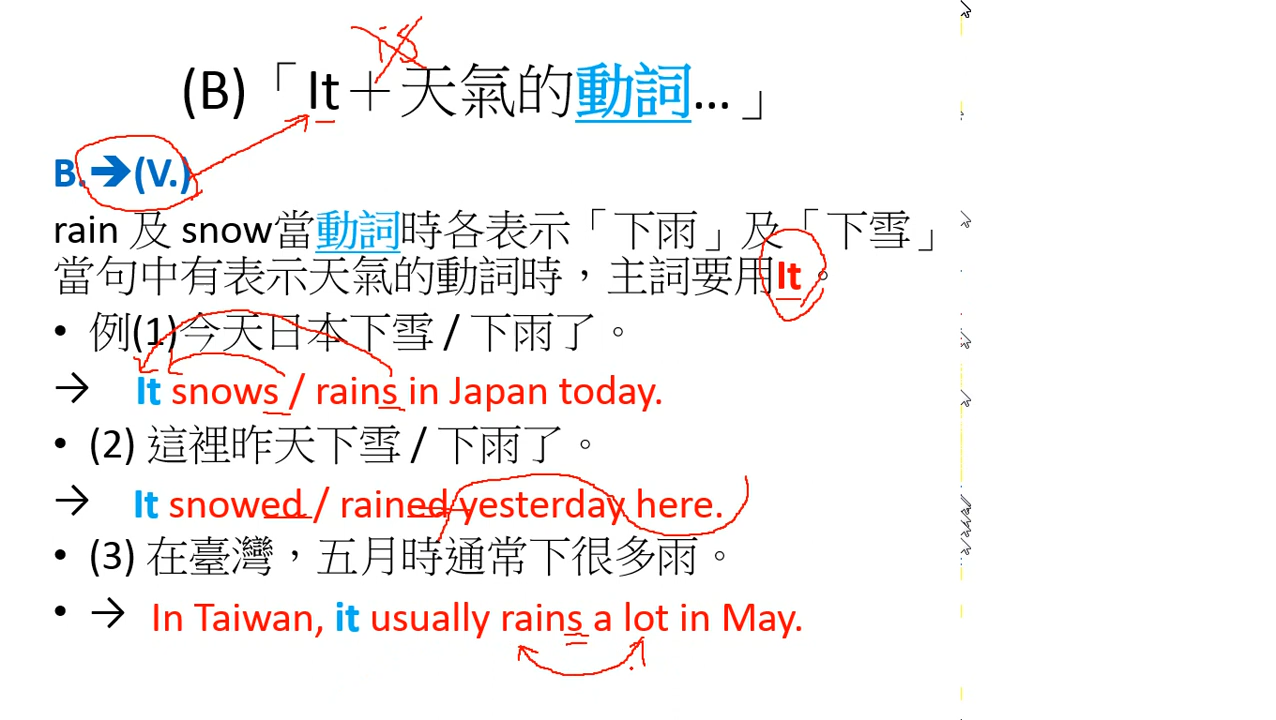 (B)「It＋天氣的動詞…」
B.➔(V.)
rain 及 snow當動詞時各表示「下雨」及「下雪」
當句中有表示天氣的動詞時，主詞要用It。
• 例(1)今天日本下雪 / 下雨了。
→ It snows / rains in Japan today.
• (2) 這裡昨天下雪 / 下雨了。
→ It snowed / rained yesterday here.
• (3) 在臺灣，五月時通常下很多雨。
• → In Taiwan, it usually rains a lot in May.